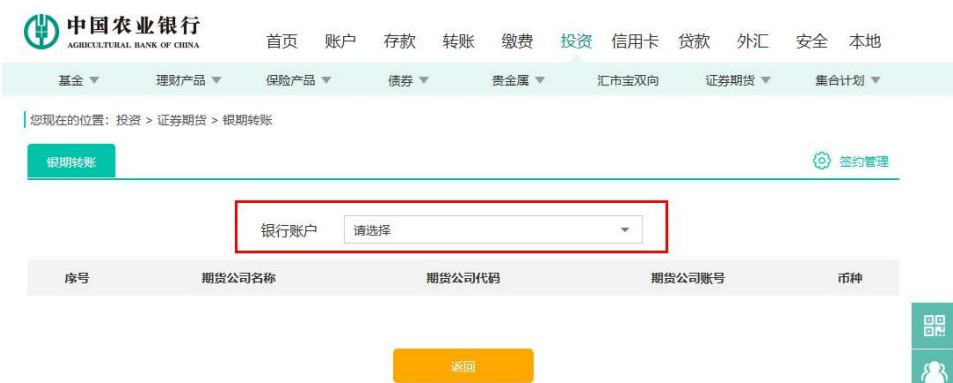 中国农业银行
AGRICULTURAL BANK OF CHINA
首页 账户 存款 转账 缴费 投资 信用卡 贷款 外汇 安全 本地
基金 理财产品 保险产品 债券 贵金属 汇市宝双向 证券期货 集合计划
您现在的位置：投资 > 证券期货 > 银期转账
银期转账 签约管理
银行账户 请选择
序号 期货公司名称 期货公司代码 期货公司账号 币种
返回